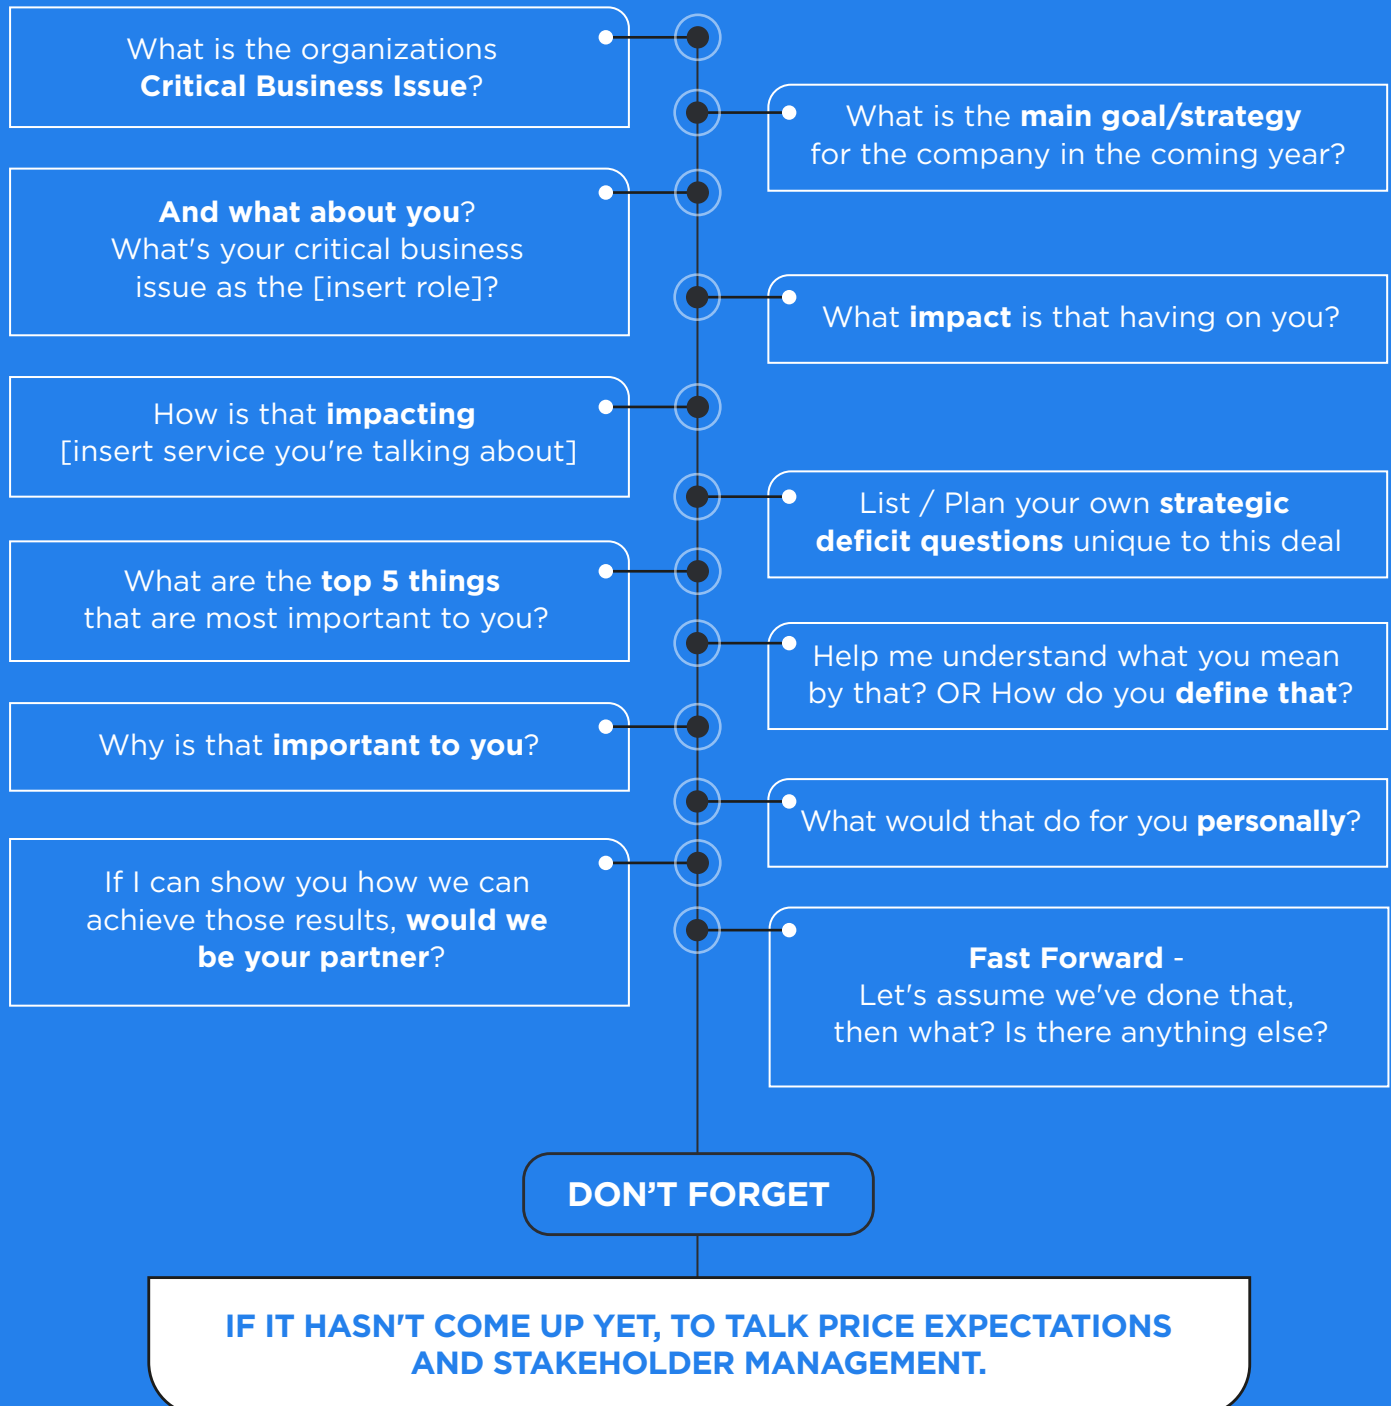 What is the organizations
Critical Business Issue?
What is the main goal/strategy
for the company in the coming year?
And what about you?
What's your critical business
issue as the [insert role]?
What impact is that having on you?
How is that impacting
[insert service you're talking about]
List / Plan your own strategic
deficit questions unique to this deal
What are the top 5 things
that are most important to you?
Help me understand what you mean
by that? OR How do you define that?
Why is that important to you?
What would that do for you personally?
If I can show you how we can
achieve those results, would we
be your partner?
Fast Forward -
Let's assume we've done that,
then what? Is there anything else?
DON’T FORGET
IF IT HASN'T COME UP YET, TO TALK PRICE EXPECTATIONS
AND STAKEHOLDER MANAGEMENT.